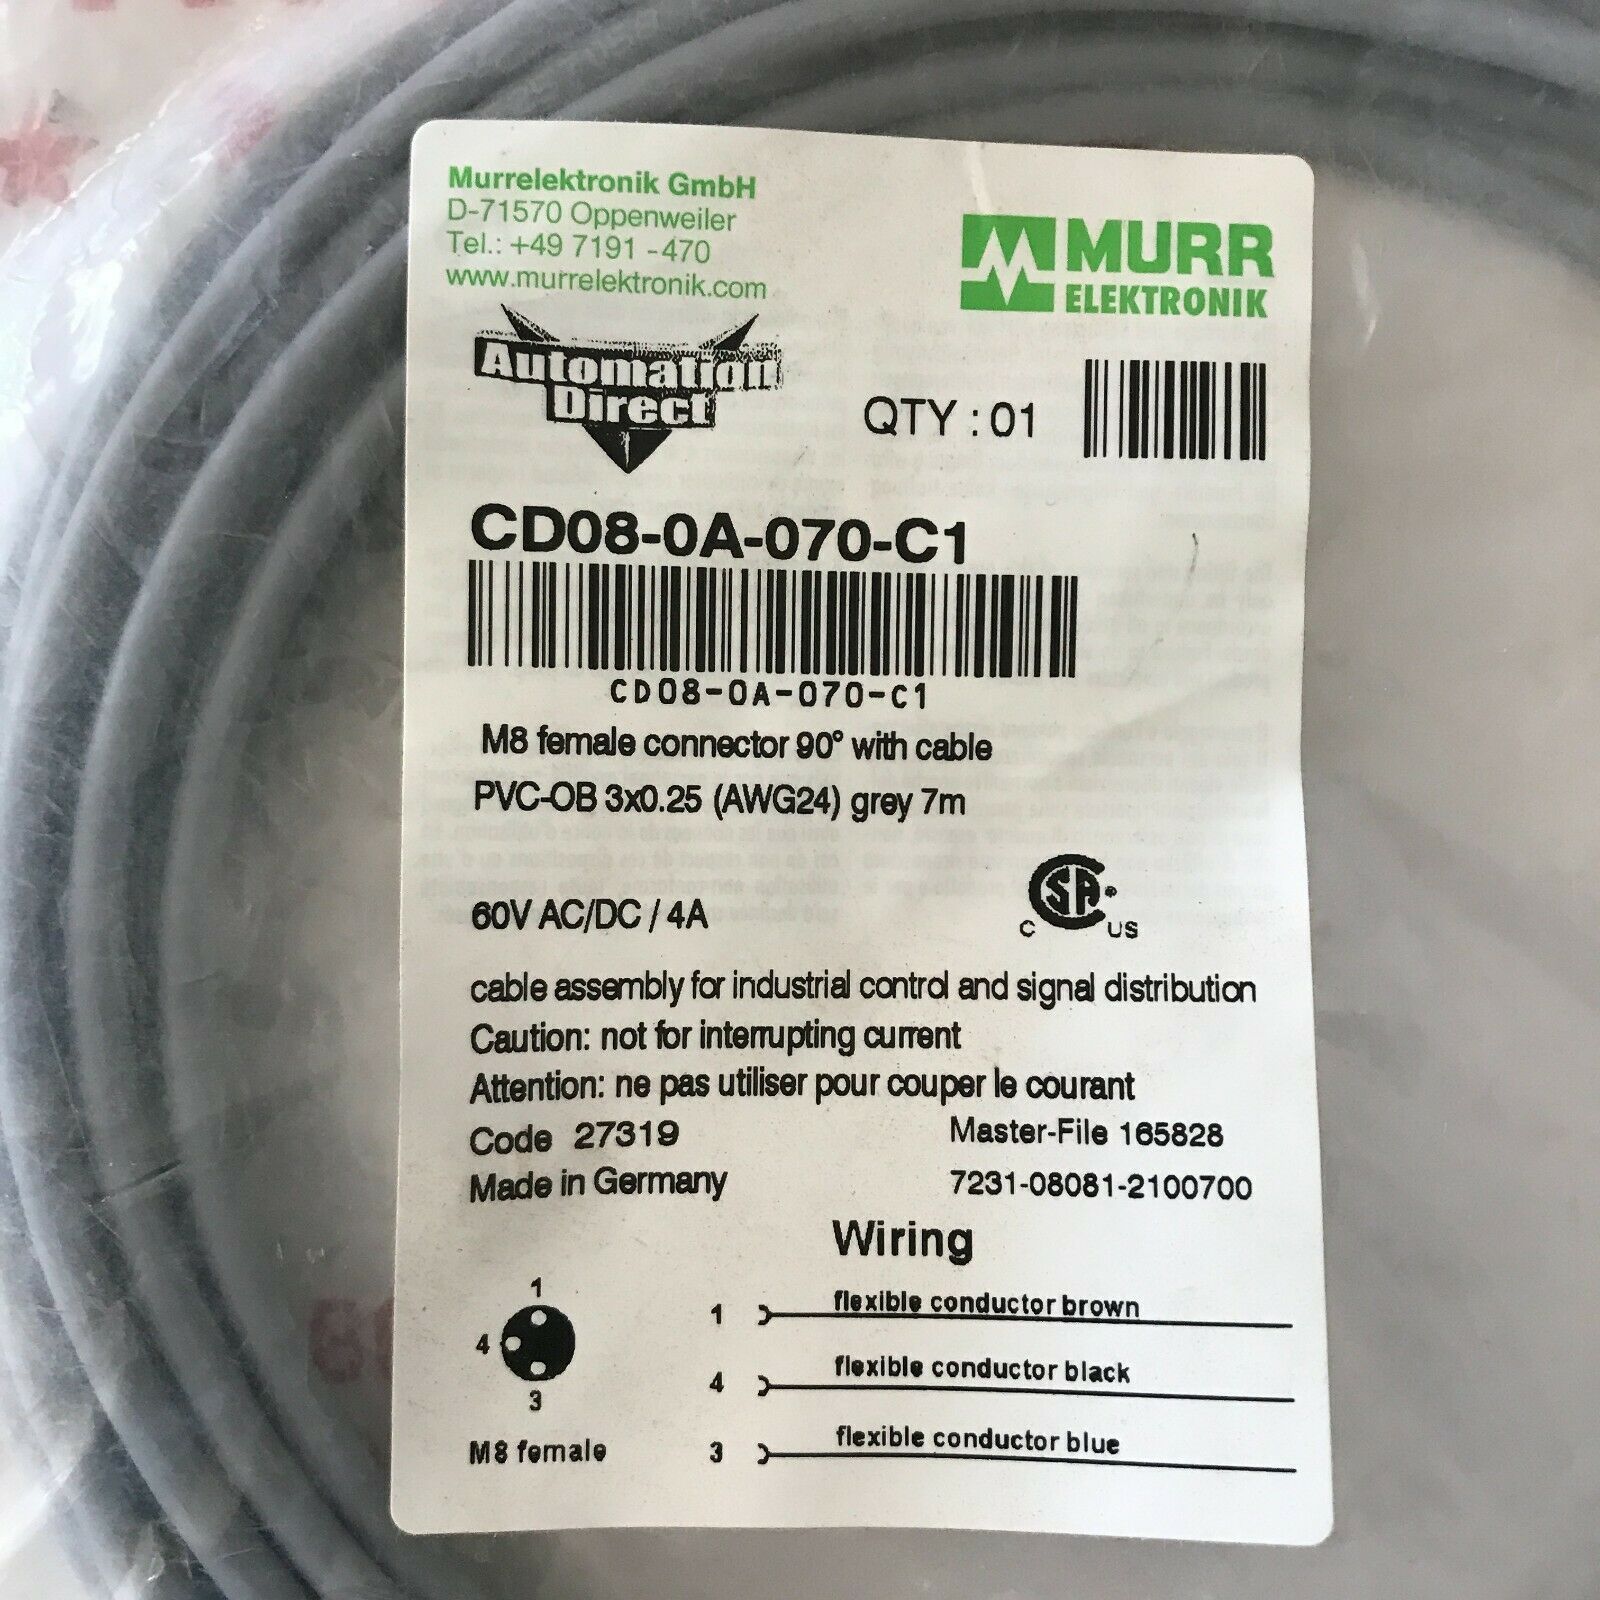 Murrelektronik GmbH
D-71570 Oppenweiler
Tel.: +49 7191 -470
www.murrelektronik.com
MURR
ELEKTRONIK
Automation
Direct
QTY : 01
CD08-0A-070-C1
CD08-0A-070-C1
M8 female connector 90° with cable
PVC-OB 3x0.25 (AWG24) grey 7m
60V AC/DC / 4A
C SA US
cable assembly for industrial control and signal distribution
Caution: not for interrupting current
Attention: ne pas utiliser pour couper le courant
Code 27319
Master-File 165828
Made in Germany
7231-08081-2100700
Wiring
1
4
3
M8 female
1 flexible conductor brown
4 flexible conductor black
3 flexible conductor blue